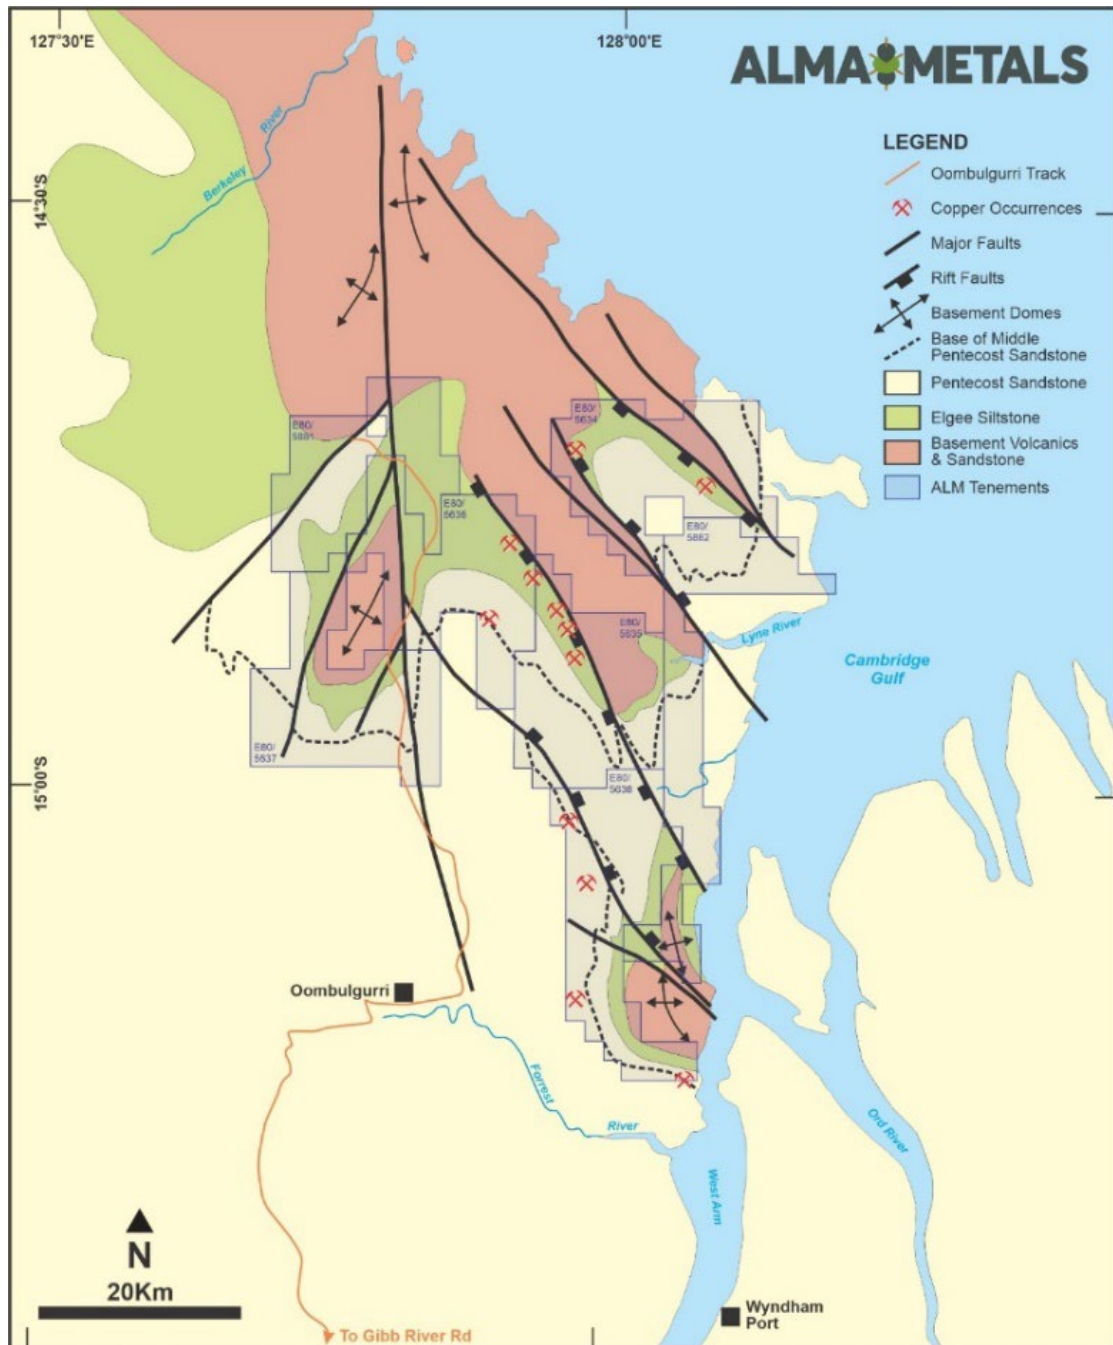 127°30'E
128°00'E
ALMA METALS
LEGEND
Oombulgurri Track
Copper Occurrences
Major Faults
Rift Faults
Basement Domes
Base of Middle
Pentecost Sandstone
Pentecost Sandstone
Elgee Siltstone
Basement Volcanics
& Sandstone
ALM Tenements
Berkeley
River
14°30'S
E80/
E80/
5634
E80/
5636
E80/
5882
E80/
5635
Lyne River
Cambridge
Gulf
E80/
5637
E80/
15°00'S
Oombulgurri
Forrest
River
West Arm
Ord River
N
20Km
To Gibb River Rd
Wyndham
Port